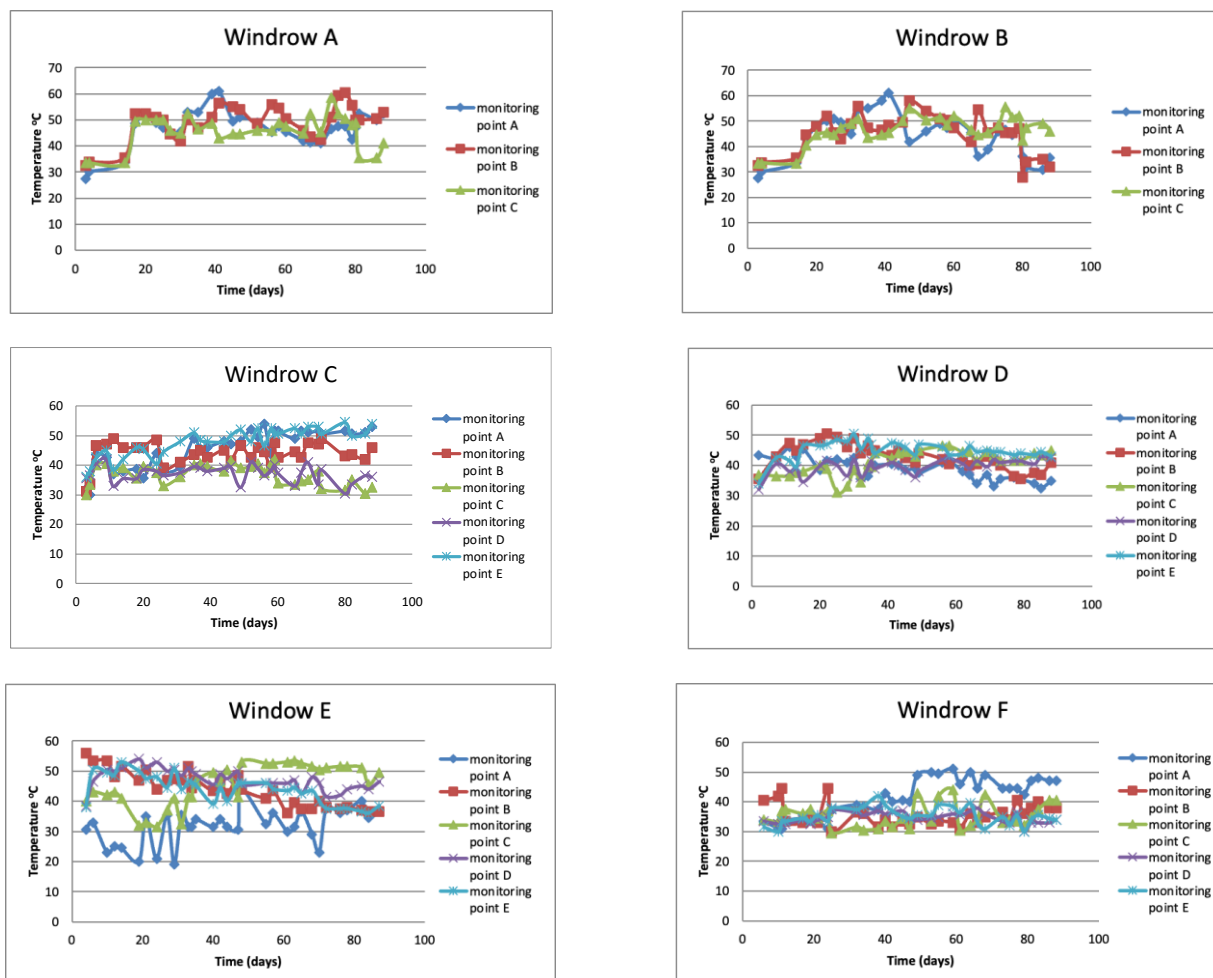 Windrow A
70
60
50
40
30
20
10
0
Temperature ºC
0 20 40 60 80 100
Time (days)
monitoring
point A
monitoring
point B
monitoring
point C
Windrow B
70
60
50
40
30
20
10
0
Temperature ºC
0 20 40 60 80 100
Time (days)
monitoring
point A
monitoring
point B
monitoring
point C
Windrow C
60
50
40
30
20
10
0
Temperature ºC
0 20 40 60 80 100
Time (days)
monitoring
point A
monitoring
point B
monitoring
point C
monitoring
point D
monitoring
point E
Windrow D
60
50
40
30
20
10
0
Temperature ºC
0 20 40 60 80 100
Time (days)
monitoring
point A
monitoring
point B
monitoring
point C
monitoring
point D
monitoring
point E
Window E
60
50
40
30
20
10
0
Temperature ºC
0 20 40 60 80 100
Time (days)
monitoring
point A
monitoring
point B
monitoring
point C
monitoring
point D
monitoring
point E
Windrow F
60
50
40
30
20
10
0
Temperature ºC
0 20 40 60 80 100
Time (days)
monitoring
point A
monitoring
point B
monitoring
point C
monitoring
point D
monitoring
point E